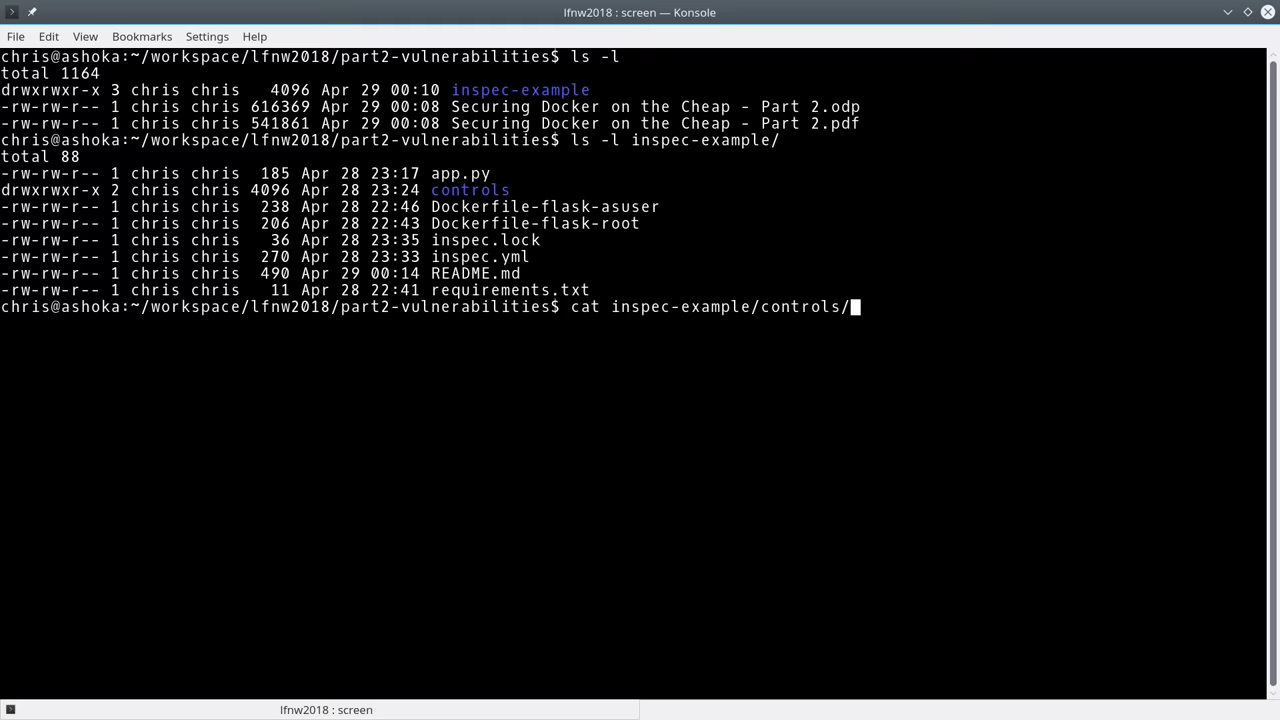 lfnw2018 : screen — Konsole
File Edit View Bookmarks Settings Help
chris@ashoka:~/workspace/lfnw2018/part2-vulnerabilities$ ls -l
total 1164
drwxrwxr-x 3 chris chris   4096 Apr 29 00:10 inspec-example
-rw-rw-r-- 1 chris chris 616369 Apr 29 00:08 Securing Docker on the Cheap - Part 2.odp
-rw-rw-r-- 1 chris chris 541861 Apr 29 00:08 Securing Docker on the Cheap - Part 2.pdf
chris@ashoka:~/workspace/lfnw2018/part2-vulnerabilities$ ls -l inspec-example/
total 88
-rw-rw-r-- 1 chris chris  185 Apr 28 23:17 app.py
drwxrwxr-x 2 chris chris 4096 Apr 28 23:24 controls
-rw-rw-r-- 1 chris chris  238 Apr 28 22:46 Dockerfile-flask-asuser
-rw-rw-r-- 1 chris chris  206 Apr 28 22:43 Dockerfile-flask-root
-rw-rw-r-- 1 chris chris   36 Apr 28 23:35 inspec.lock
-rw-rw-r-- 1 chris chris  270 Apr 28 23:33 inspec.yml
-rw-rw-r-- 1 chris chris  490 Apr 29 00:14 README.md
-rw-rw-r-- 1 chris chris   11 Apr 28 22:41 requirements.txt
chris@ashoka:~/workspace/lfnw2018/part2-vulnerabilities$ cat inspec-example/controls/
lfnw2018 : screen